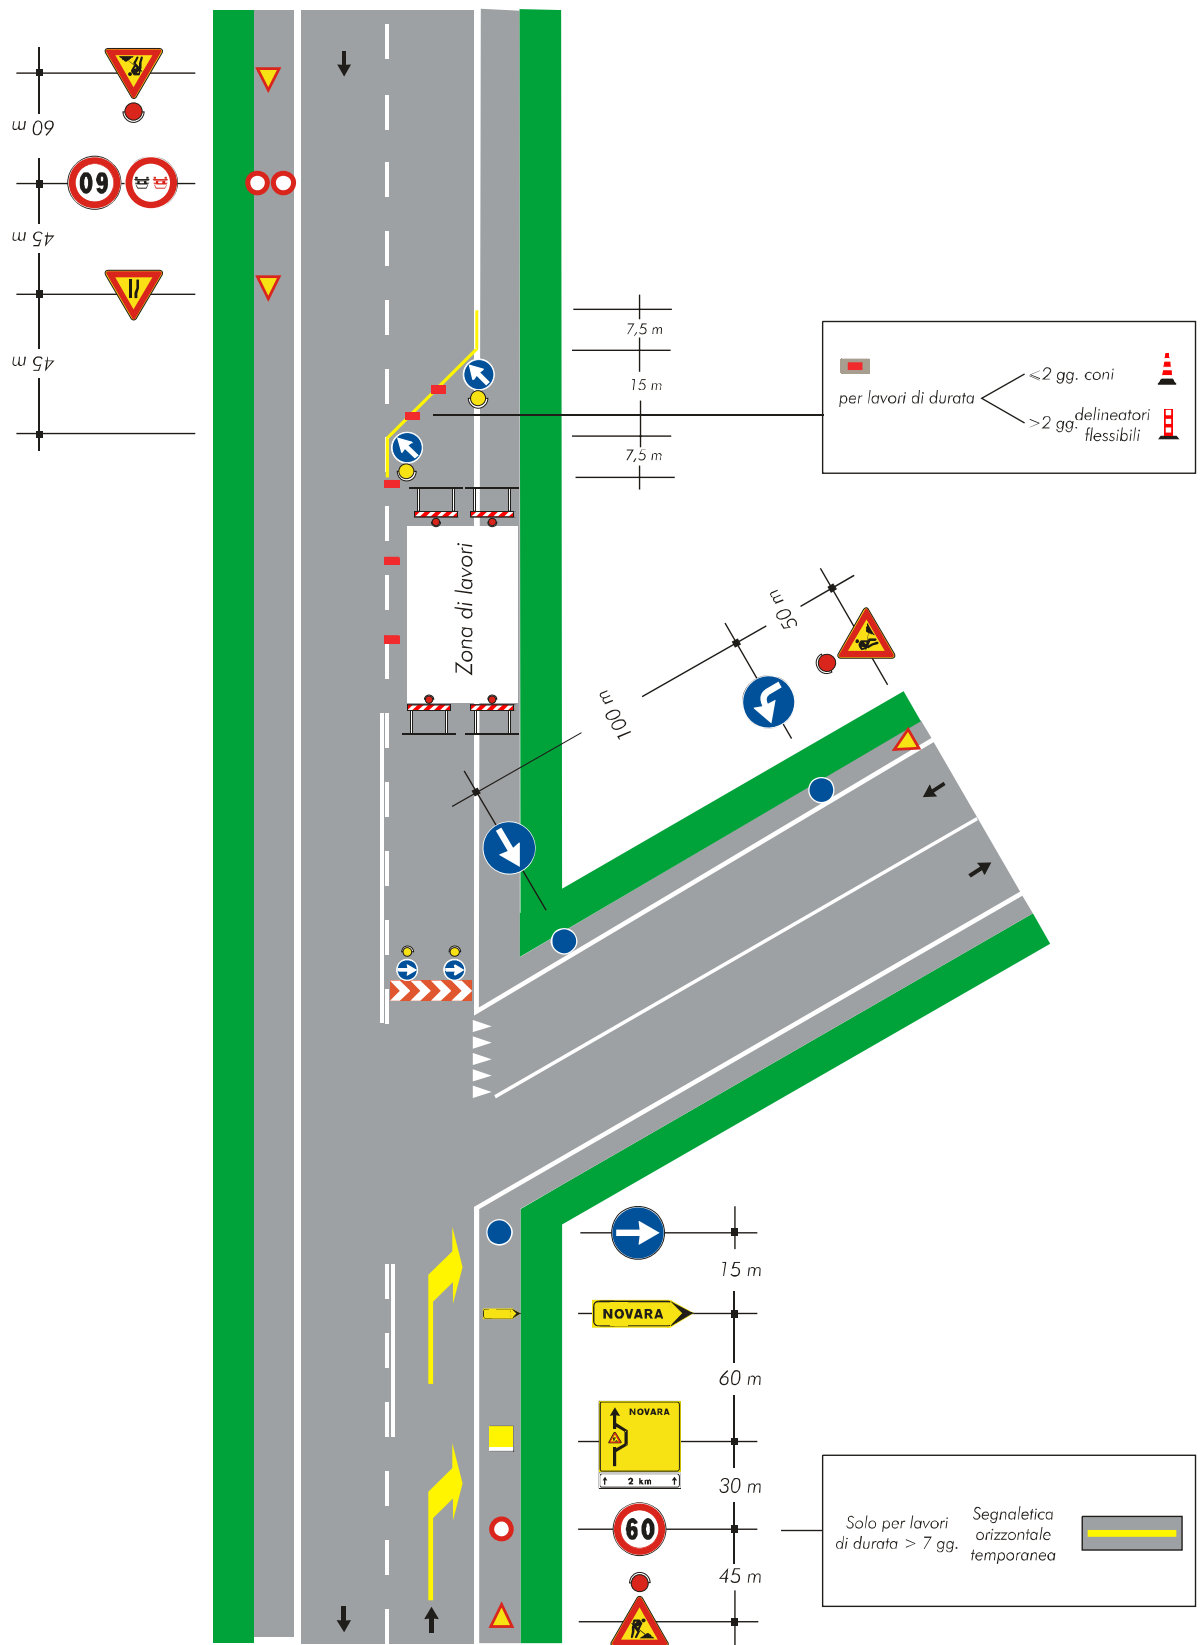 60 m
60
45 m
45 m
7,5 m
15 m
7,5 m
per lavori di durata
≤2 gg. coni
>2 gg. delineatori
flessibili
Zona di lavori
50 m
100 m
15 m
NOVARA
60 m
NOVARA
2 km
30 m
60
45 m
Solo per lavori
di durata > 7 gg.
Segnaletica
orizzontale
temporanea